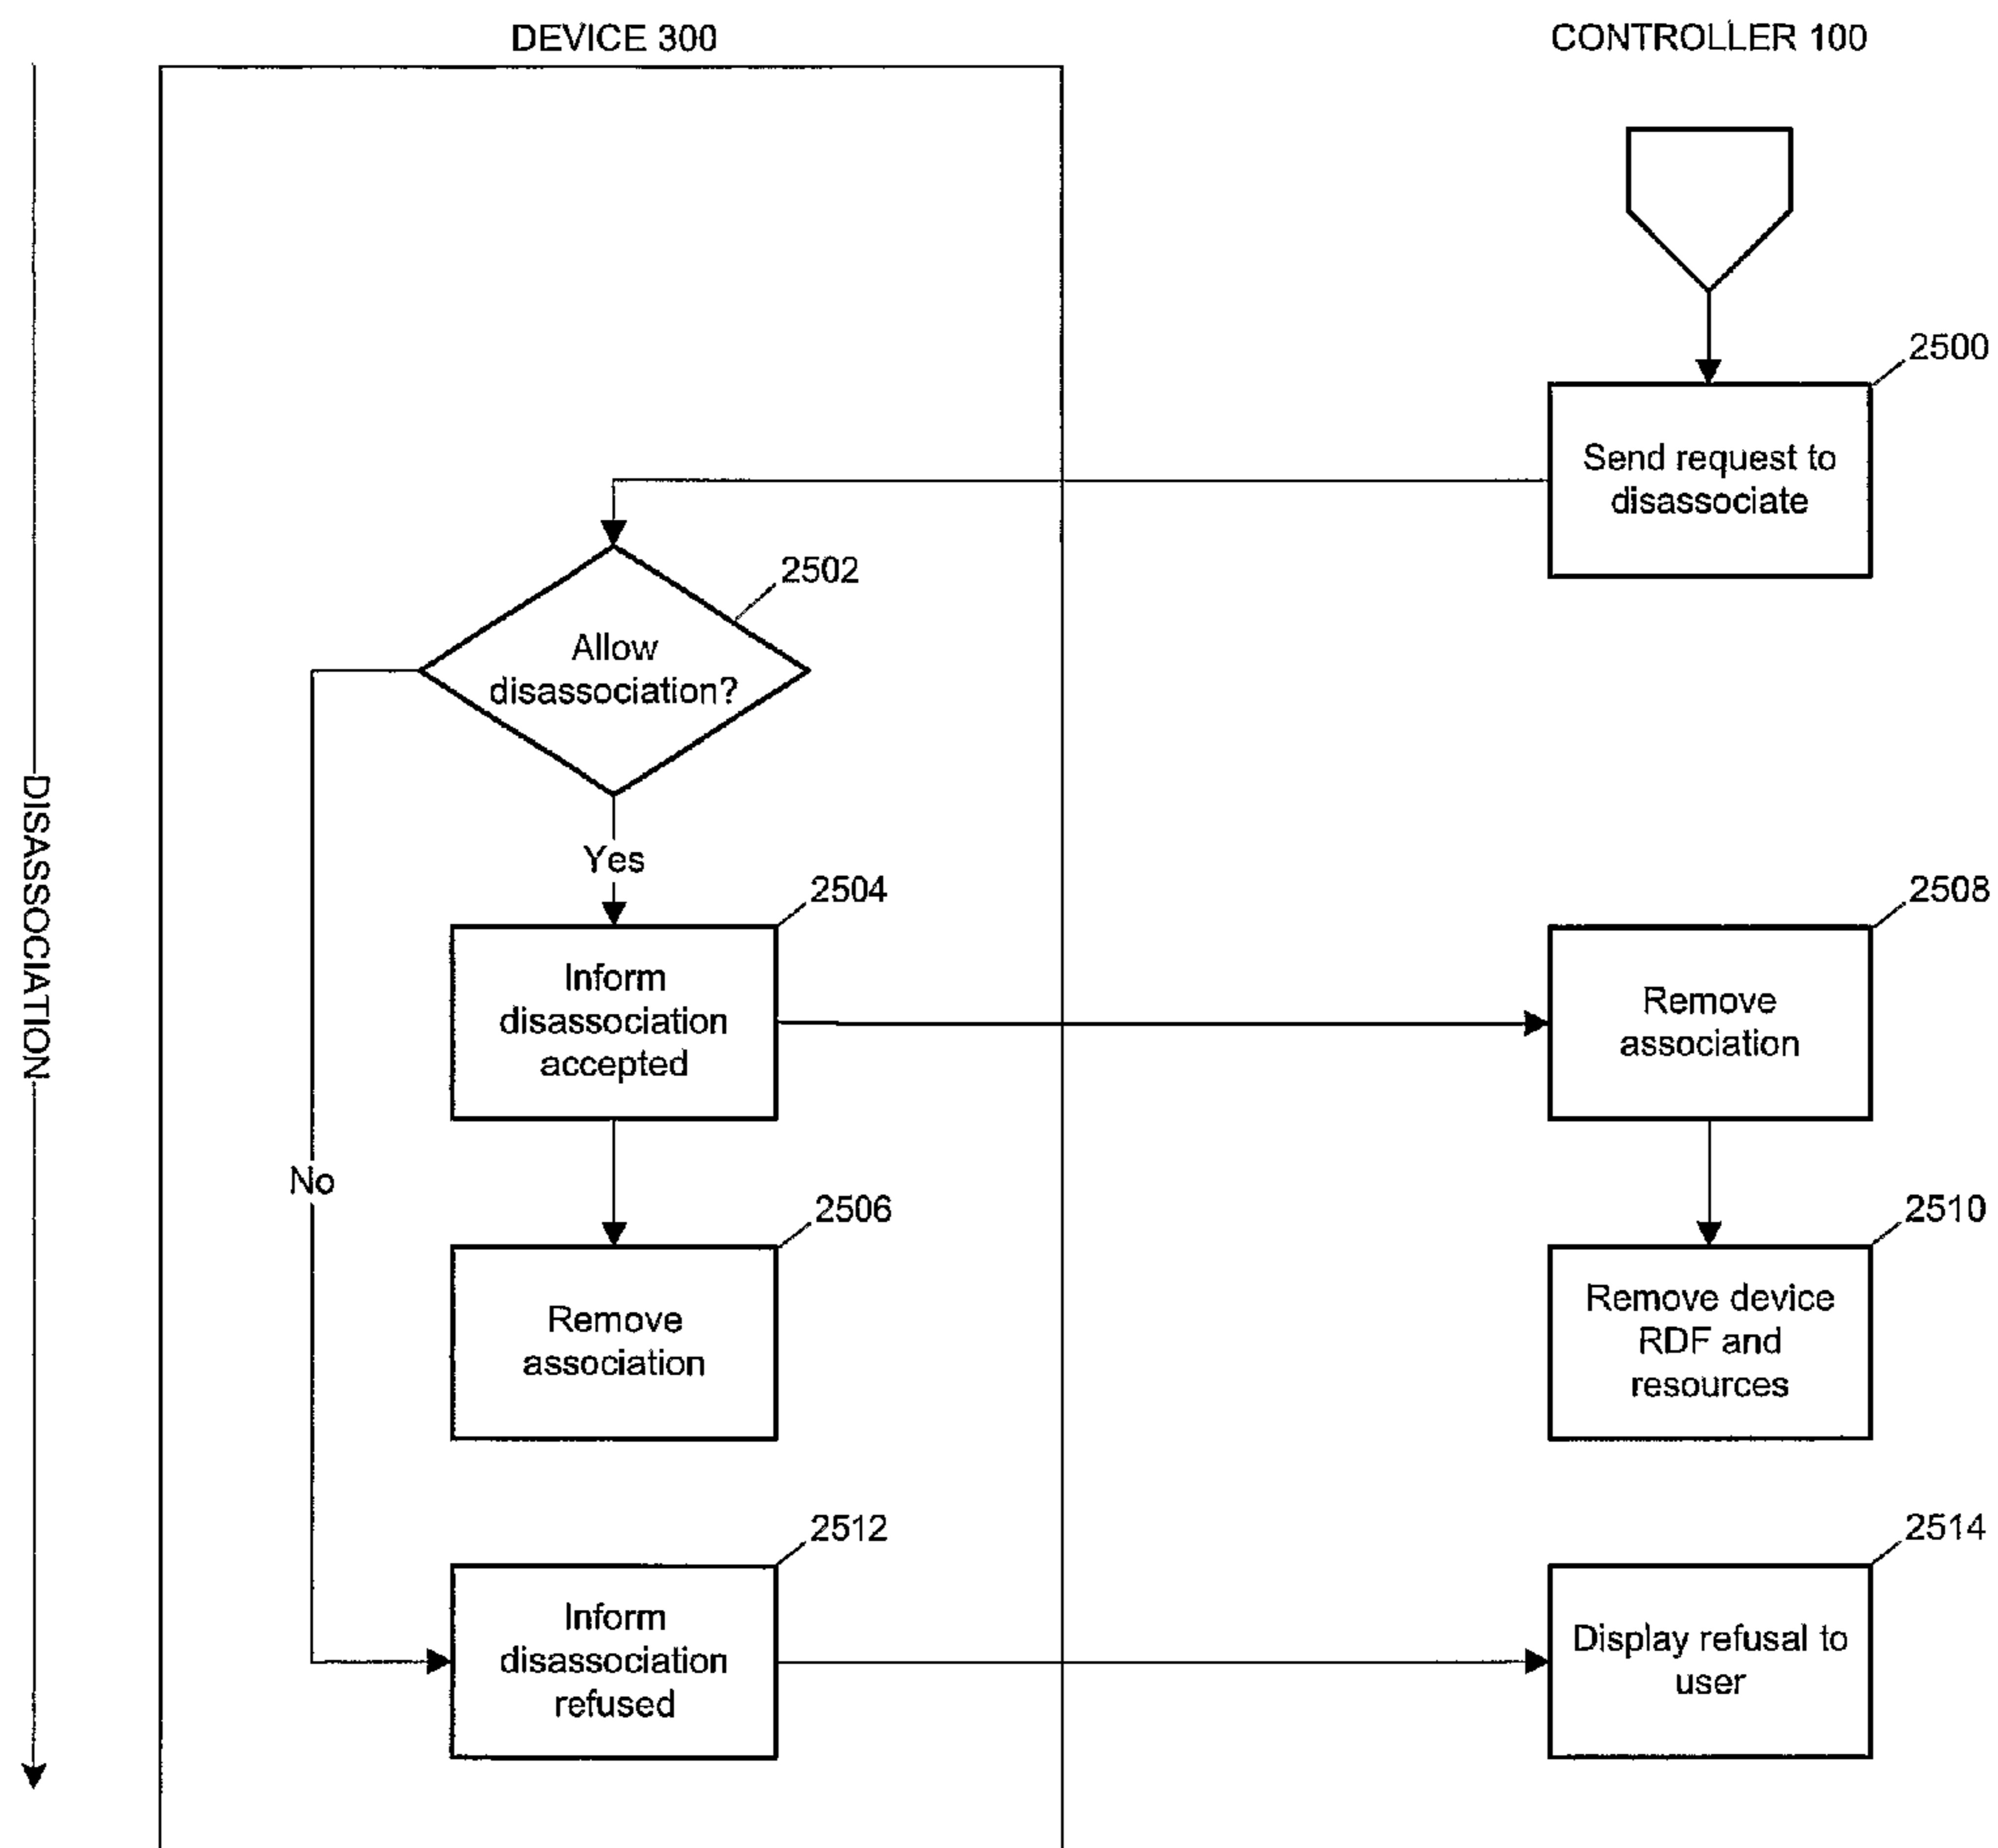 DEVICE 300
CONTROLLER 100
2500
Send request to
disassociate
2502
Allow
disassociation?
Yes
DISASSOCIATION
2504
Inform
disassociation
accepted
2508
Remove
association
No
2506
Remove
association
2510
Remove device
RDF and
resources
2512
Inform
disassociation
refused
2514
Display refusal to
user